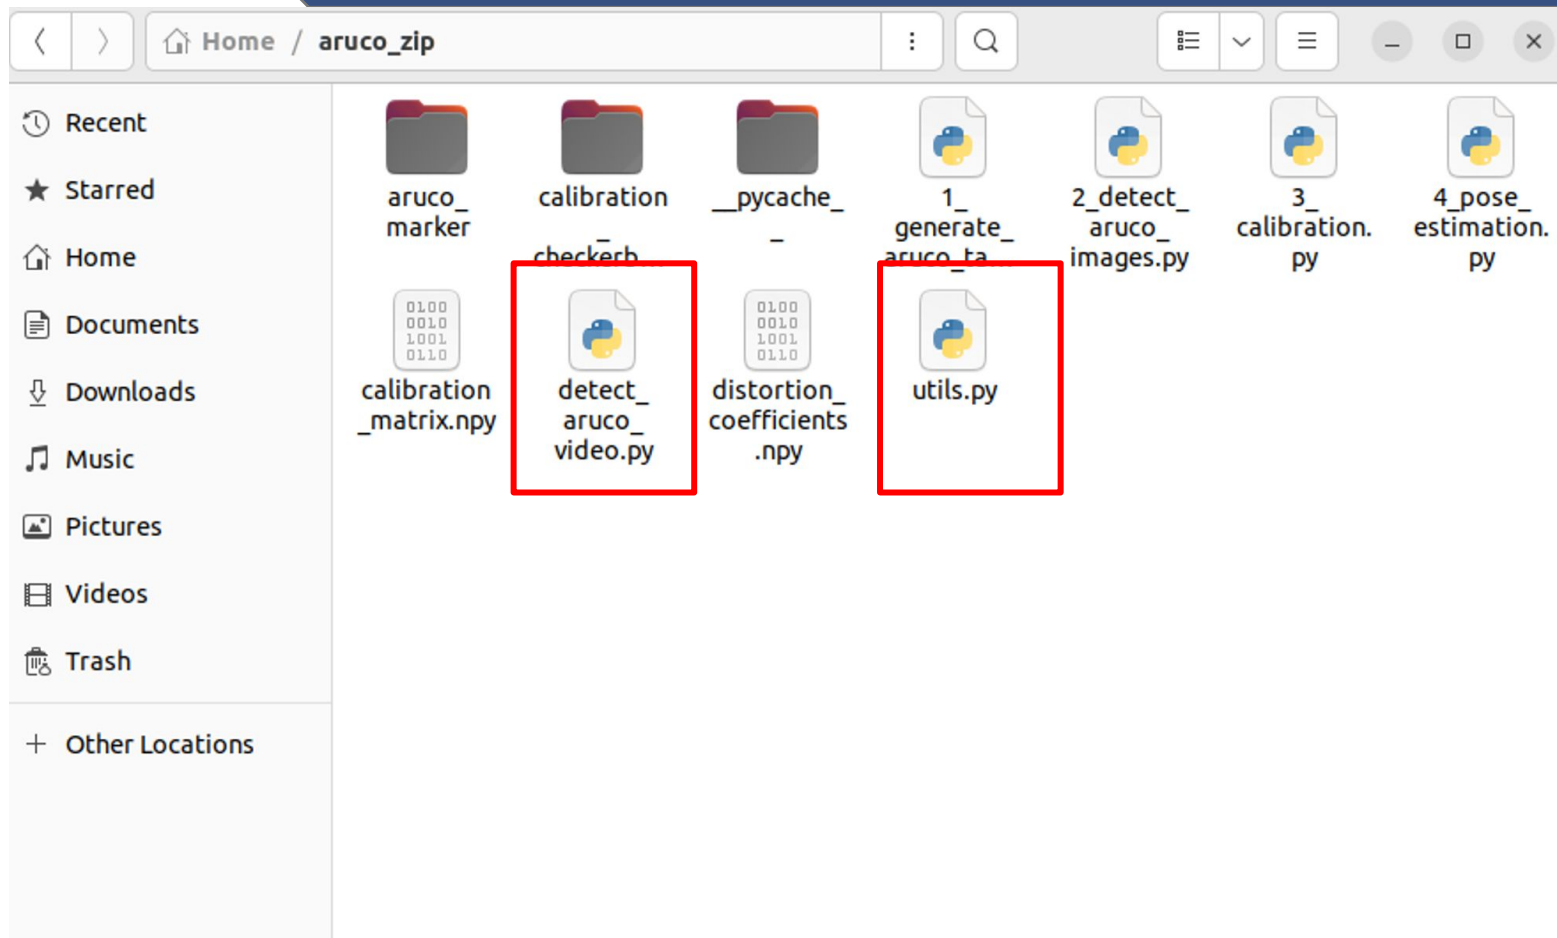 Home / aruco_zip
Recent
Starred
Home
Documents
Downloads
Music
Pictures
Videos
Trash
Other Locations
aruco_
marker
calibration
_
checkerb...
__pycache_
_
1_
generate_
aruco_ta...
2_detect_
aruco_
images.py
3_
calibration.
py
4_pose_
estimation.
py
0100
0010
1001
0110
calibration
_matrix.npy
detect_
aruco_
video.py
0100
0010
1001
0110
distortion_
coefficients
.npy
utils.py